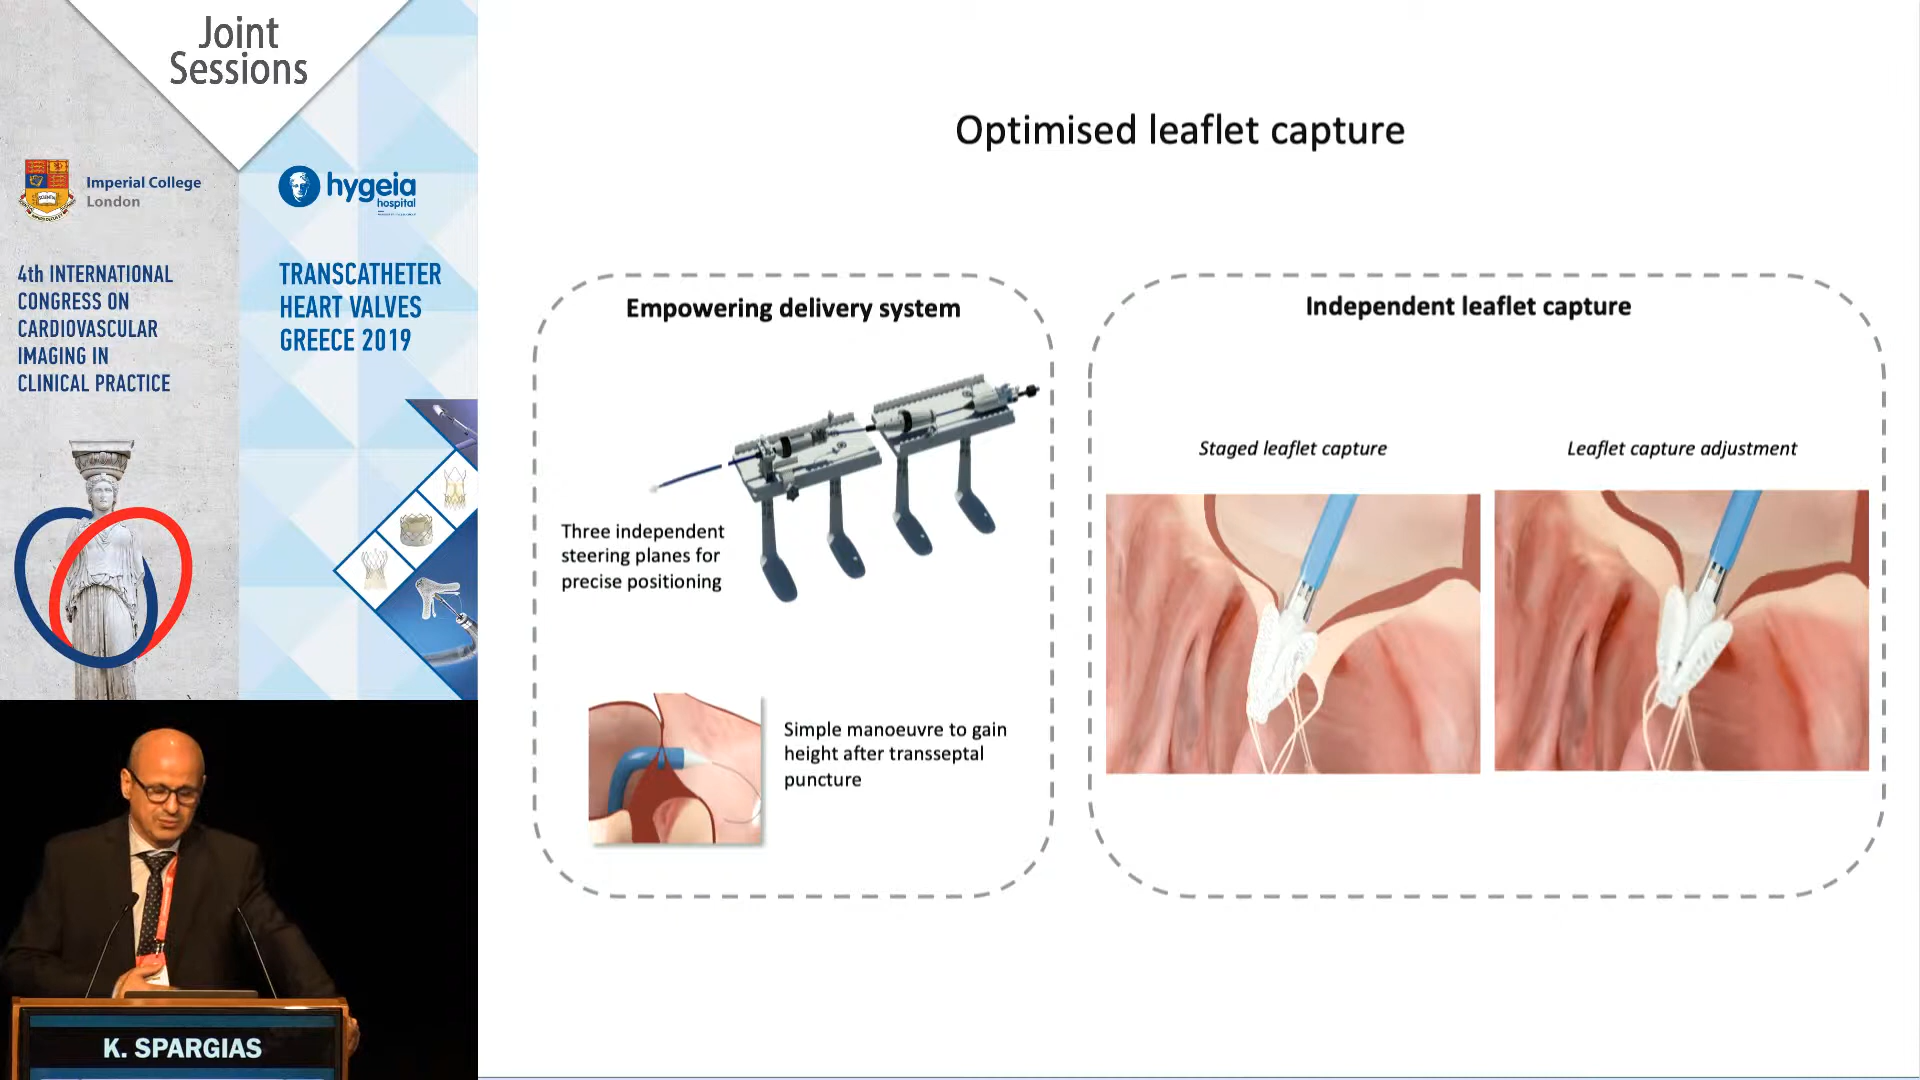 Joint
Sessions
Imperial College
London
hygeia
hospital
4th INTERNATIONAL
CONGRESS ON
CARDIOVASCULAR
IMAGING IN
CLINICAL PRACTICE
TRANSCATHETER
HEART VALVES
GREECE 2019
K. SPARGIAS
Optimised leaflet capture
Empowering delivery system
Three independent
steering planes for
precise positioning
Simple manoeuvre to gain
height after transseptal
puncture
Independent leaflet capture
Staged leaflet capture
Leaflet capture adjustment